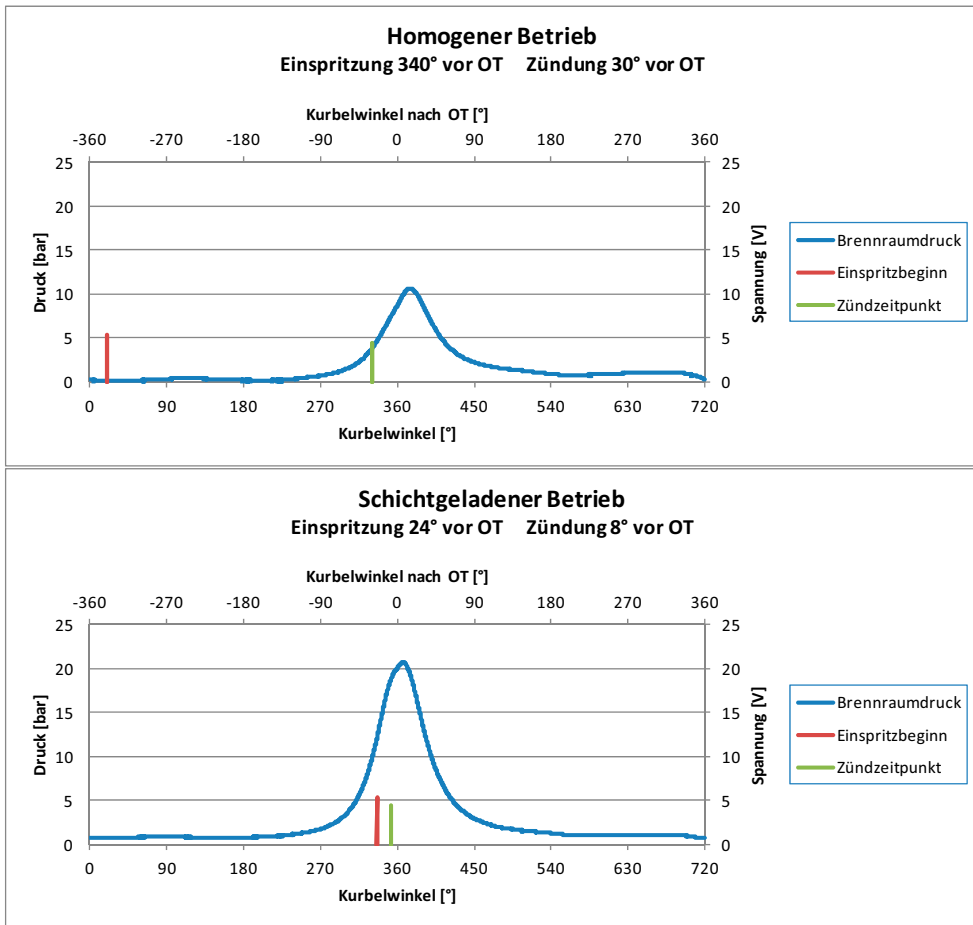 Homogener Betrieb
Einspritzung 340° vor OT Zündung 30° vor OT
Kurbelwinkel nach OT [°]
-360 -270 -180 -90 0 90 180 270 360
25 25
20 20
15 15
10 10
5 5
0 0
Druck [bar]
Spannung [V]
0 90 180 270 360 450 540 630 720
Kurbelwinkel [°]
Brennraumdruck
Einspritzbeginn
Zündzeitpunkt
Schichtgeladener Betrieb
Einspritzung 24° vor OT Zündung 8° vor OT
Kurbelwinkel nach OT [°]
-360 -270 -180 -90 0 90 180 270 360
25 25
20 20
15 15
10 10
5 5
0 0
Druck [bar]
Spannung [V]
0 90 180 270 360 450 540 630 720
Kurbelwinkel [°]
Brennraumdruck
Einspritzbeginn
Zündzeitpunkt